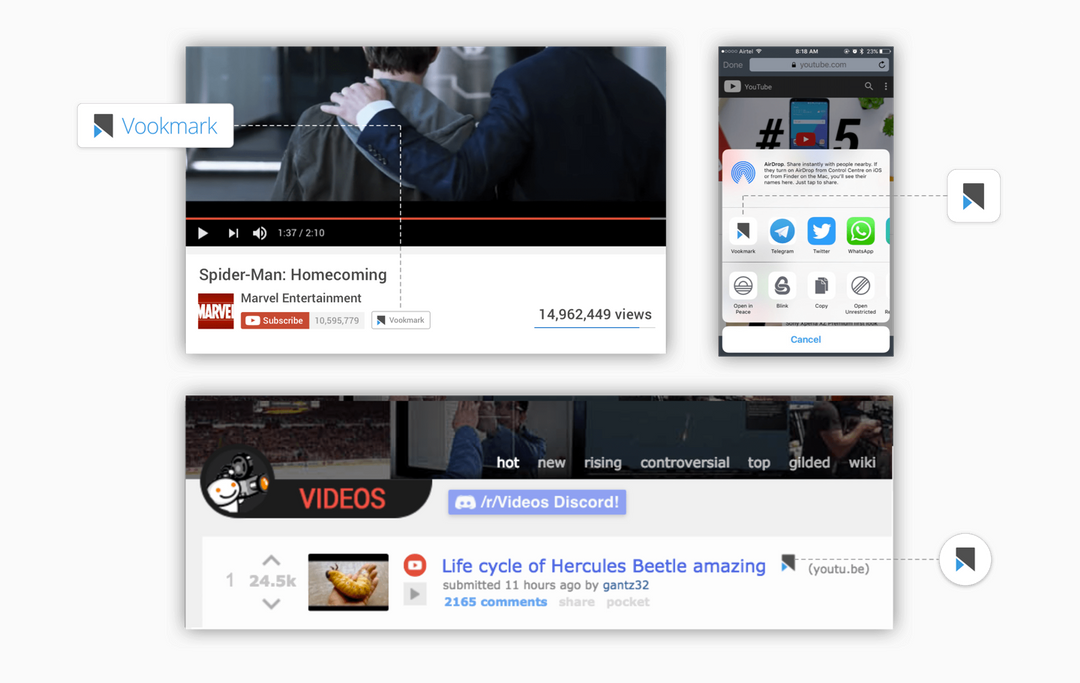 Vookmark
1:37 / 2:10
Spider-Man: Homecoming
Marvel Entertainment
MARVEL
Subscribe 10,595,779 Vookmark
14,962,449 views
Airtel 8:18 AM 23%
Done youtube.com
YouTube
# 5
AirDrop. Share instantly with people nearby. If
they turn on AirDrop from Control Centre on iOS
or from Finder on the Mac, you'll see their
names here. Just tap to share.
Vookmark Telegram Twitter WhatsApp
Open in Peace
Blink
Copy
Open Unrestricted
Cancel
hot new rising controversial top gilded wiki
VIDEOS
/r/Videos Discord!
1 24.5k
Life cycle of Hercules Beetle amazing (youtu.be)
submitted 11 hours ago by gantz32
2165 comments share pocket